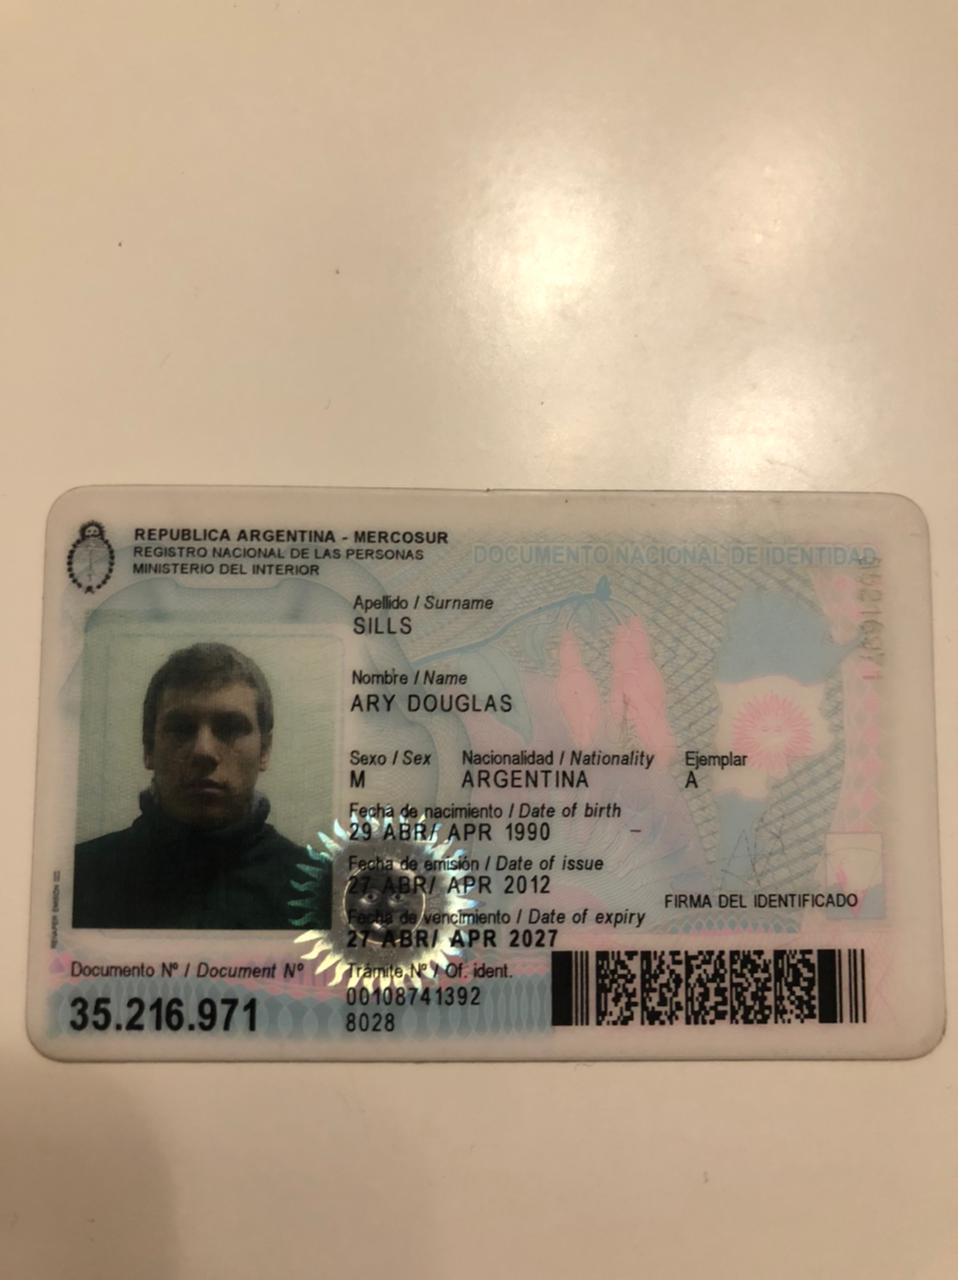 REPUBLICA ARGENTINA - MERCOSUR
REGISTRO NACIONAL DE LAS PERSONAS
MINISTERIO DEL INTERIOR
DOCUMENTO NACIONAL DE IDENTIDAD
Apellido / Surname
SILLS
Nombre / Name
ARY DOUGLAS
Sexo / Sex Nacionalidad / Nationality Ejemplar
M ARGENTINA A
Fecha de nacimiento / Date of birth
29 ABR/ APR 1990
Fecha de emisión / Date of issue
27 ABR/ APR 2012
FIRMA DEL IDENTIFICADO
Fecha de vencimiento / Date of expiry
27 ABR/ APR 2027
Documento Nº / Document Nº Trámite Nº / Of. ident.
35.216.971 00108741392
8028